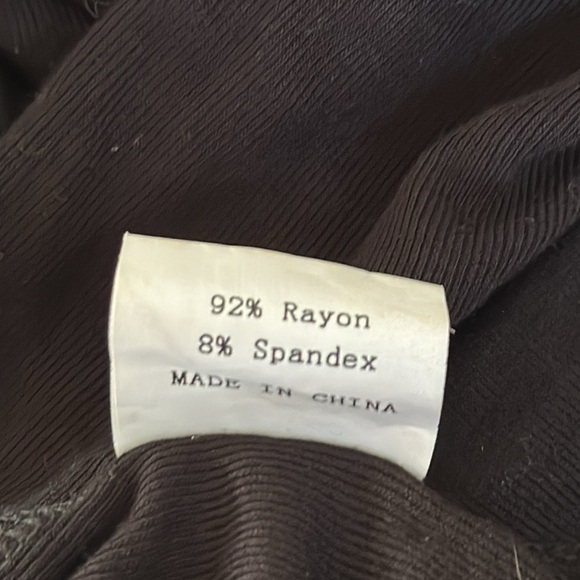 92% Rayon
8% Spandex
MADE IN CHINA